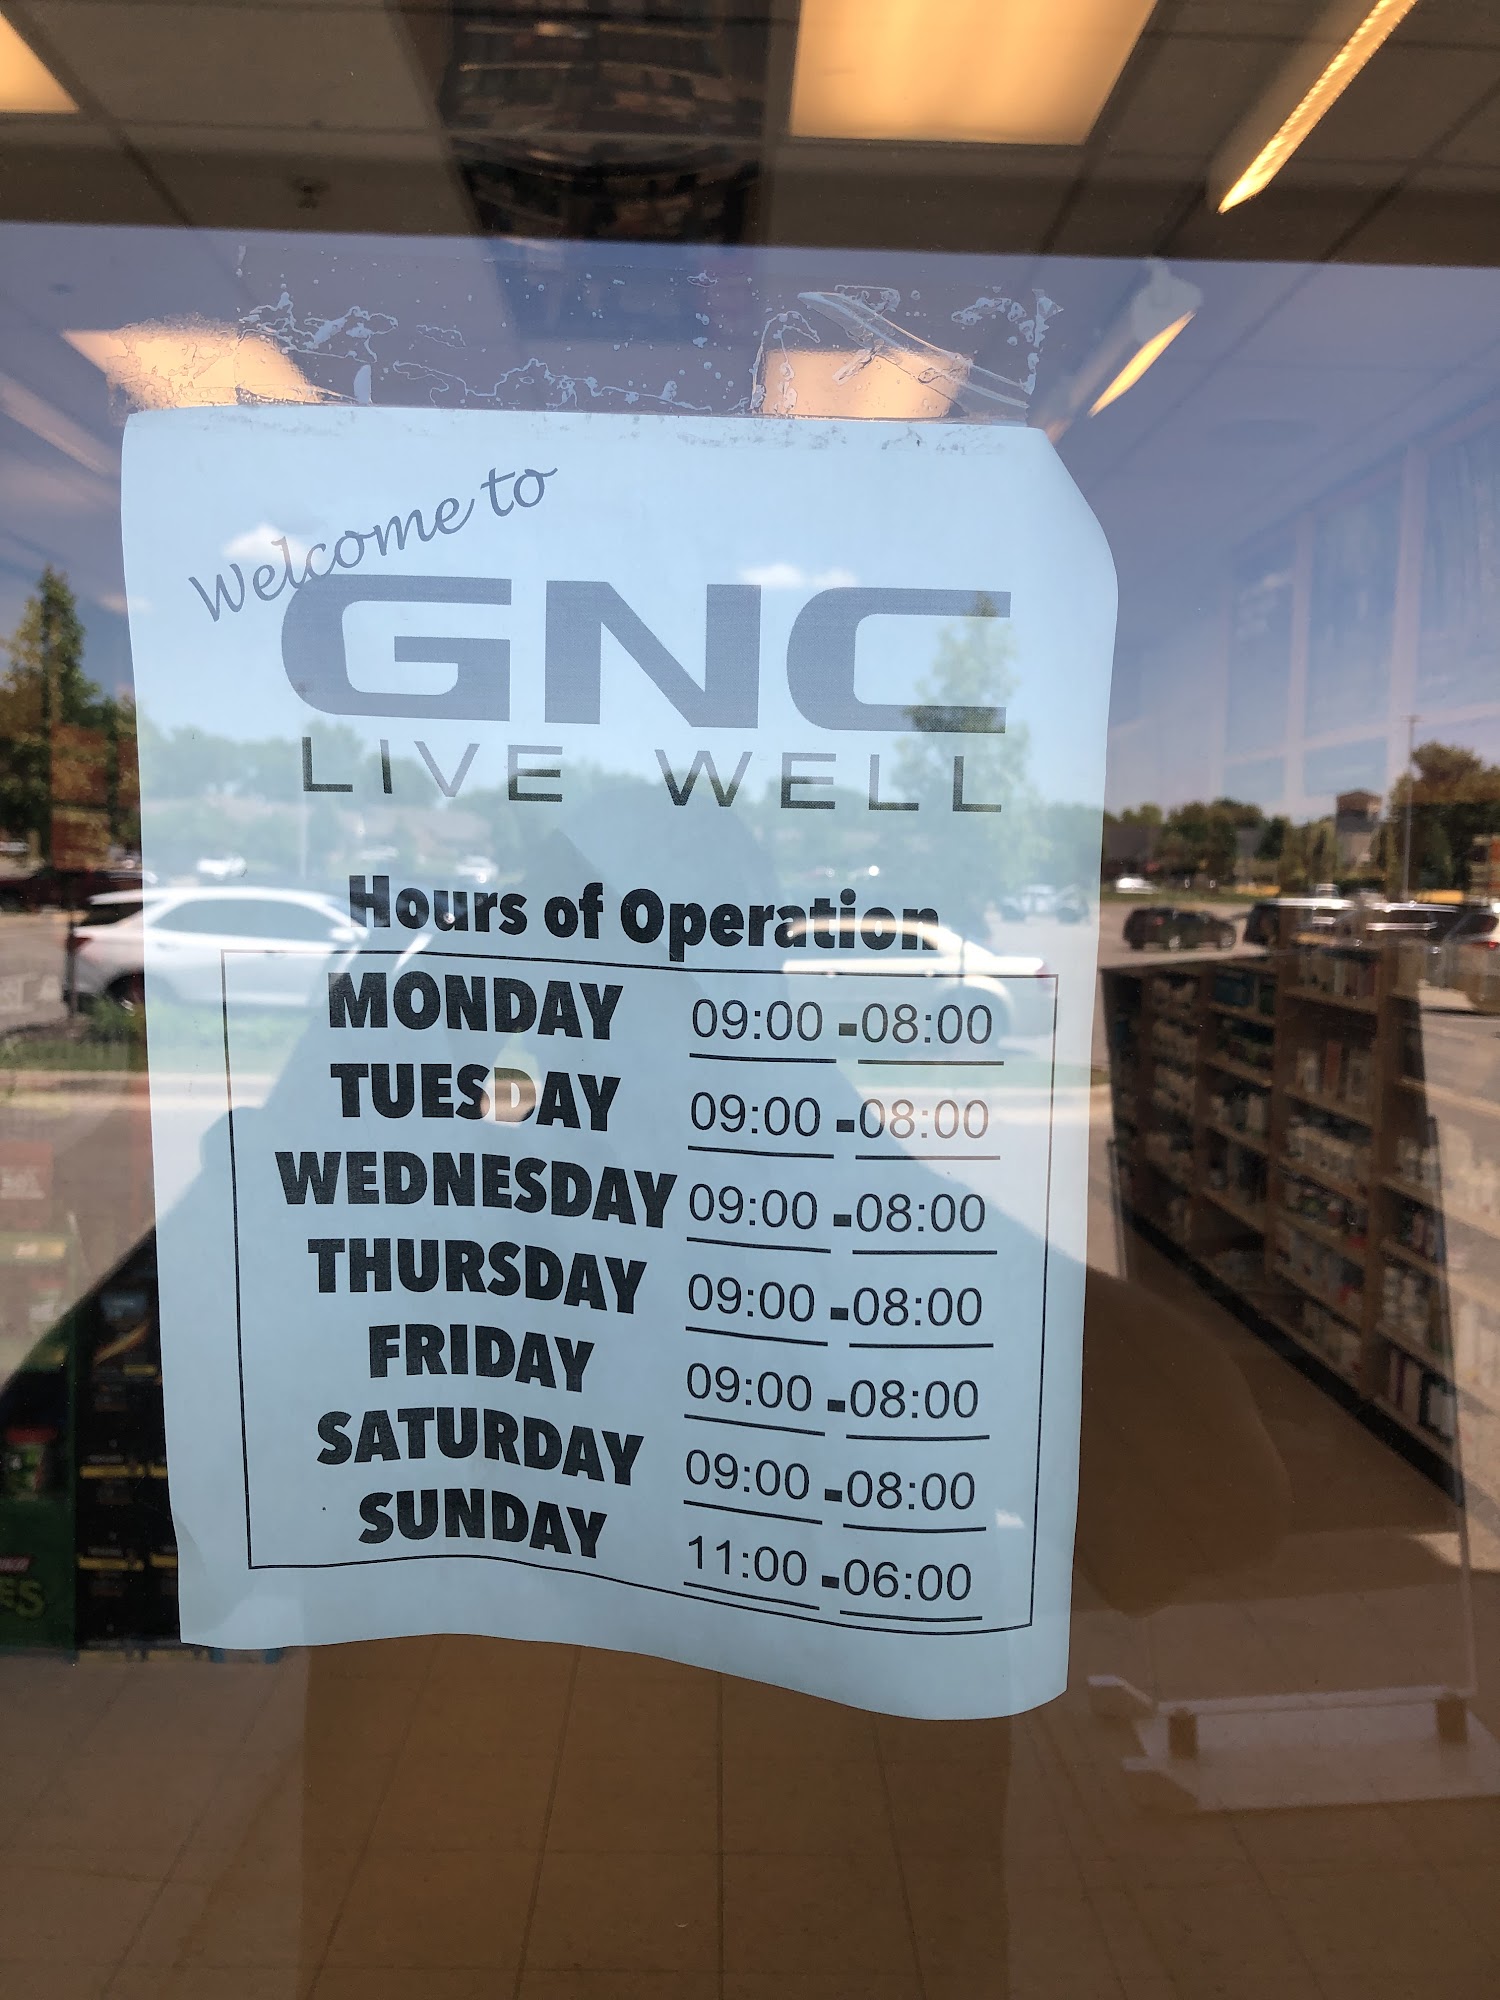 Welcome to
GNC
LIVE WELL
Hours of Operation
MONDAY 09:00 - 08:00
TUESDAY 09:00 - 08:00
WEDNESDAY 09:00 - 08:00
THURSDAY 09:00 - 08:00
FRIDAY 09:00 - 08:00
SATURDAY 09:00 - 08:00
SUNDAY 11:00 - 06:00